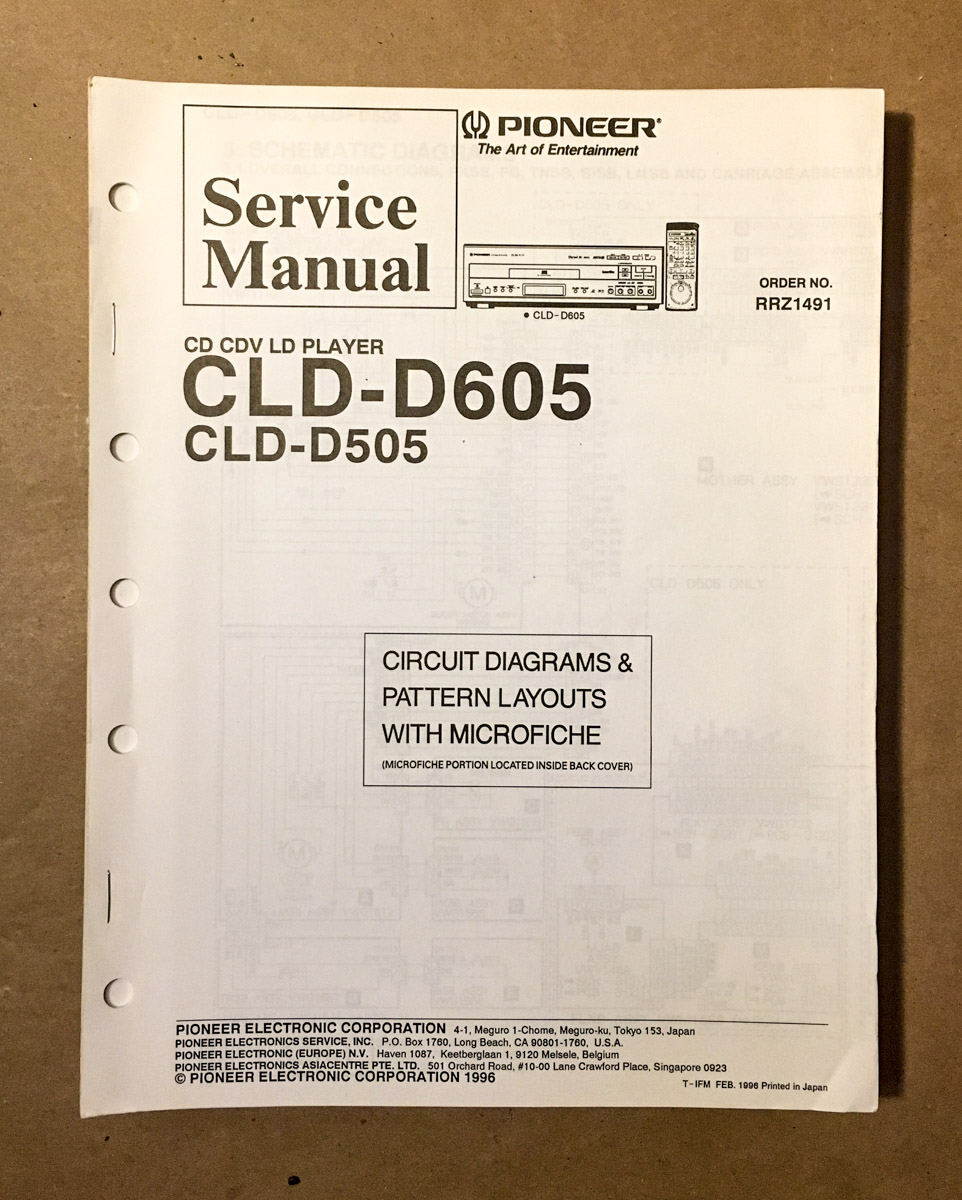 Service
Manual
PIONEER®
The Art of Entertainment
• CLD-D605
ORDER NO.
RRZ1491
CD CDV LD PLAYER
CLD-D605
CLD-D505
CIRCUIT DIAGRAMS &
PATTERN LAYOUTS
WITH MICROFICHE
(MICROFICHE PORTION LOCATED INSIDE BACK COVER)
PIONEER ELECTRONIC CORPORATION 4-1, Meguro 1-Chome, Meguro-ku, Tokyo 153, Japan
PIONEER ELECTRONICS SERVICE, INC. P.O. Box 1760, Long Beach, CA 90801-1760, U.S.A.
PIONEER ELECTRONIC (EUROPE) N.V. Haven 1087, Keetberglaan 1, 9120 Melsele, Belgium
PIONEER ELECTRONICS ASIACENTRE PTE. LTD. 501 Orchard Road, #10-00 Lane Crawford Place, Singapore 0923
© PIONEER ELECTRONIC CORPORATION 1996
T-IFM FEB. 1996 Printed in Japan